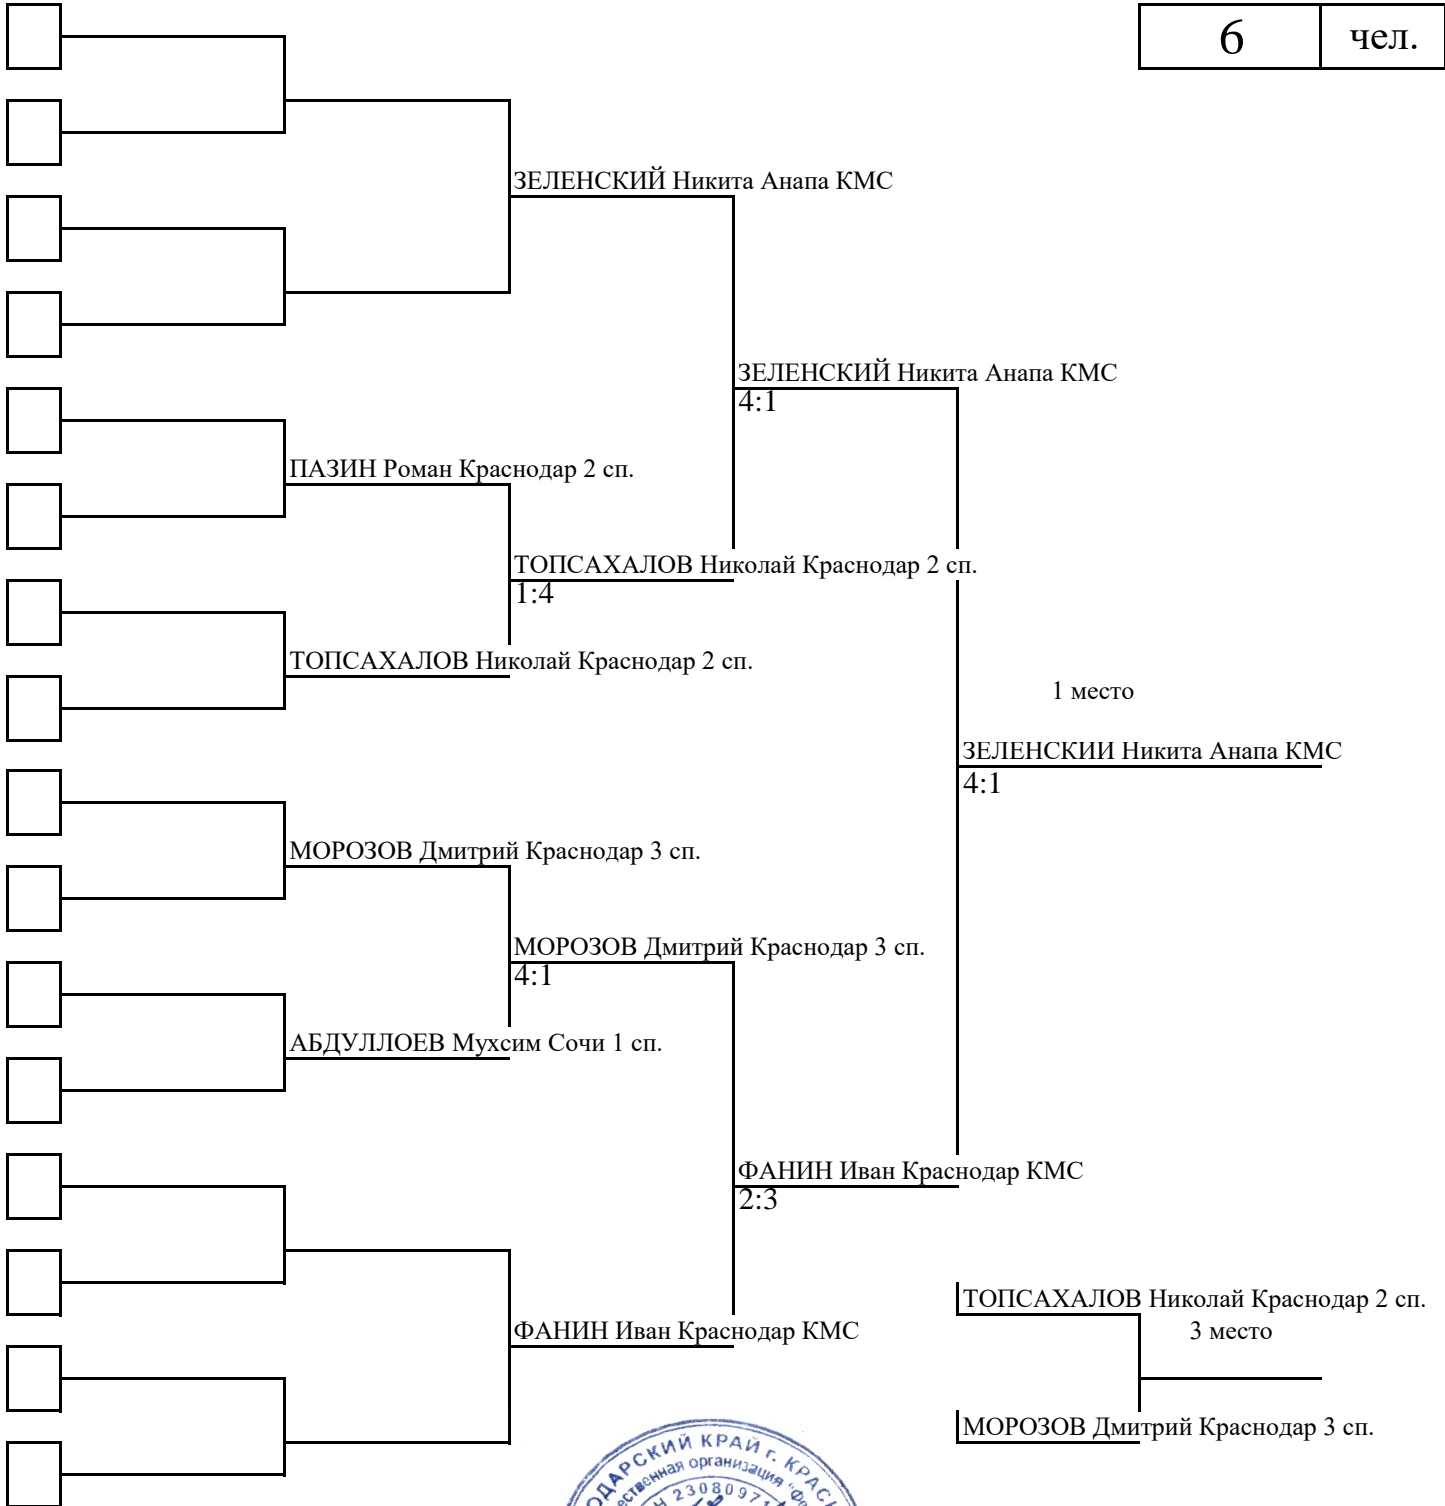 6 чел.
ЗЕЛЕНСКИЙ Никита Анапа КМС
ЗЕЛЕНСКИЙ Никита Анапа КМС
4:1
ПАЗИН Роман Краснодар 2 сп.
ТОПСАХАЛОВ Николай Краснодар 2 сп.
1:4
ТОПСАХАЛОВ Николай Краснодар 2 сп.
1 место
ЗЕЛЕНСКИИ Никита Анапа КМС
4:1
МОРОЗОВ Дмитрий Краснодар 3 сп.
МОРОЗОВ Дмитрий Краснодар 3 сп.
4:1
АБДУЛЛОЕВ Мухсим Сочи 1 сп.
ФАНИН Иван Краснодар КМС
2:3
ТОПСАХАЛОВ Николай Краснодар 2 сп.
ФАНИН Иван Краснодар КМС
3 место
МОРОЗОВ Дмитрий Краснодар 3 сп.
КРАЙ г.
организация